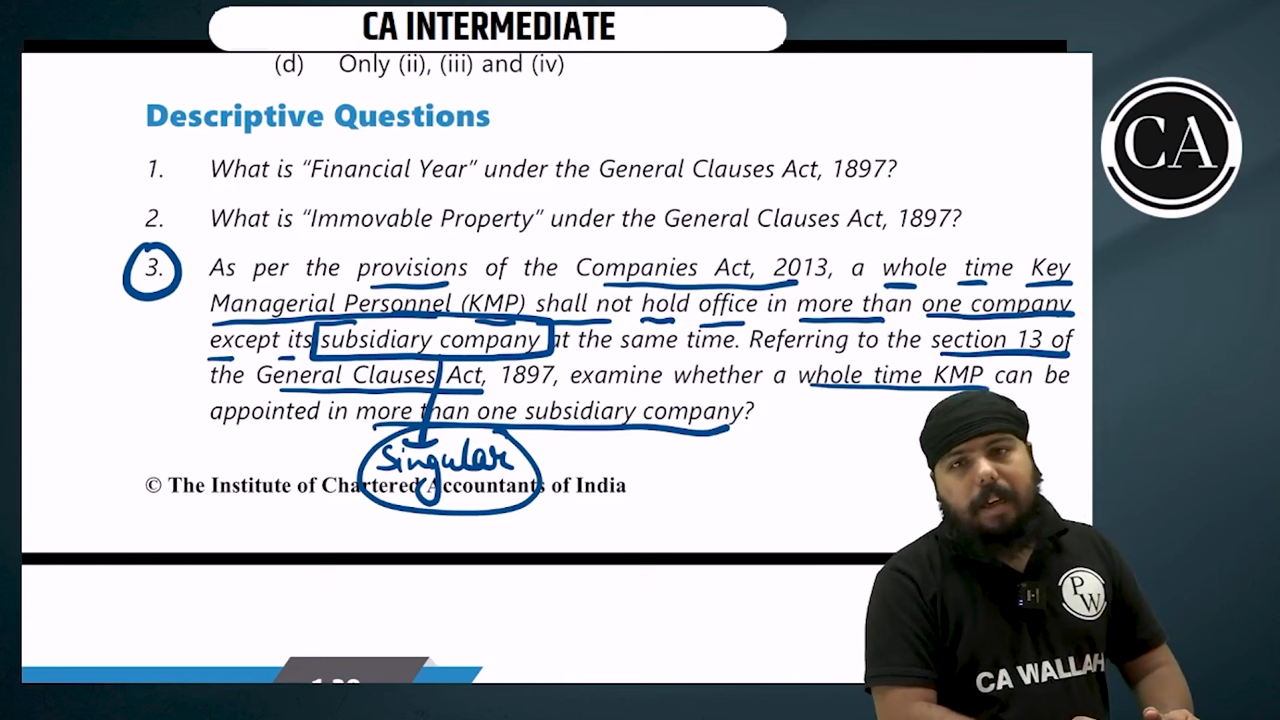 CA INTERMEDIATE
(d) Only (ii), (iii) and (iv)
CA
Descriptive Questions
1. What is “Financial Year” under the General Clauses Act, 1897?
2. What is “Immovable Property” under the General Clauses Act, 1897?
3. As per the provisions of the Companies Act, 2013, a whole time Key
Managerial Personnel (KMP) shall not hold office in more than one company
except its subsidiary company at the same time. Referring to the section 13 of
the General Clauses Act, 1897, examine whether a whole time KMP can be
appointed in more than one subsidiary company?
Singular
© The Institute of Chartered Accountants of India
PW
CA WALLAH